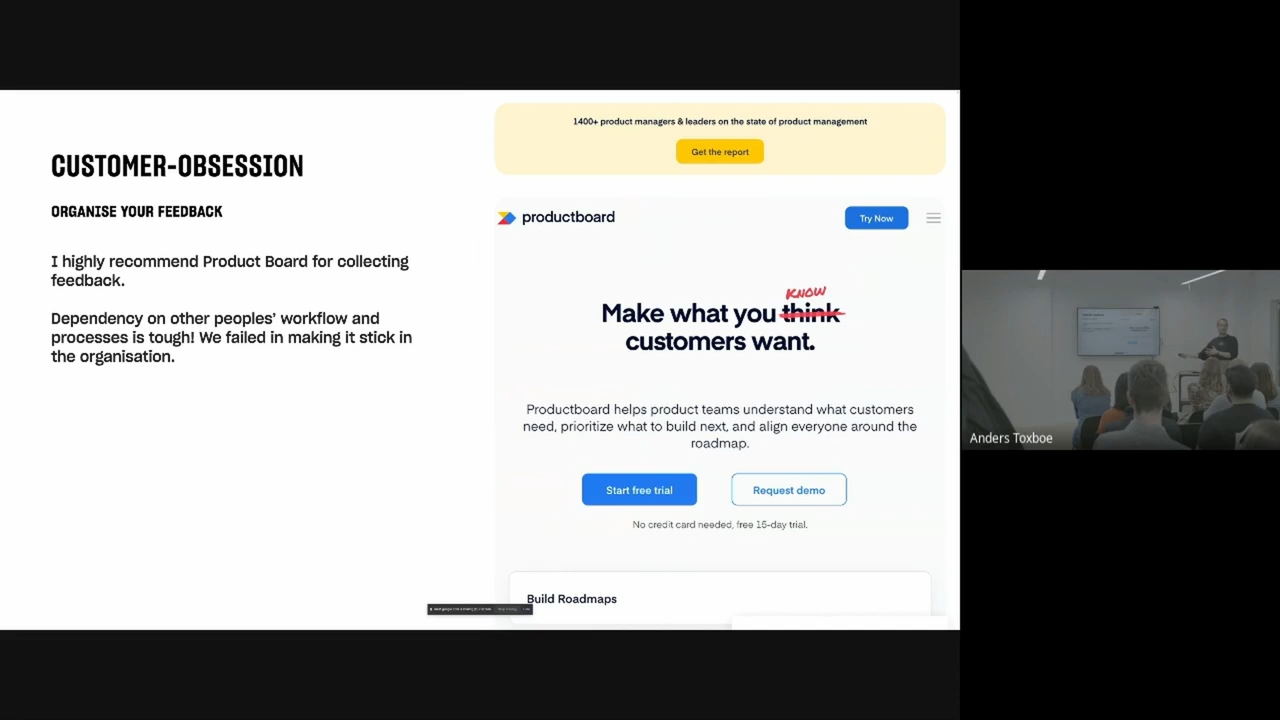 CUSTOMER-OBSESSION
ORGANISE YOUR FEEDBACK
I highly recommend Product Board for collecting
feedback.
Dependency on other peoples' workflow and
processes is tough! We failed in making it stick in
the organisation.
1400+ product managers & leaders on the state of product management
Get the report
productboard
Try Now
KNOW
Make what you think
customers want.
Productboard helps product teams understand what customers
need, prioritize what to build next, and align everyone around the
roadmap.
Start free trial
Request demo
No credit card needed, free 15-day trial.
Build Roadmaps
Anders Toxboe